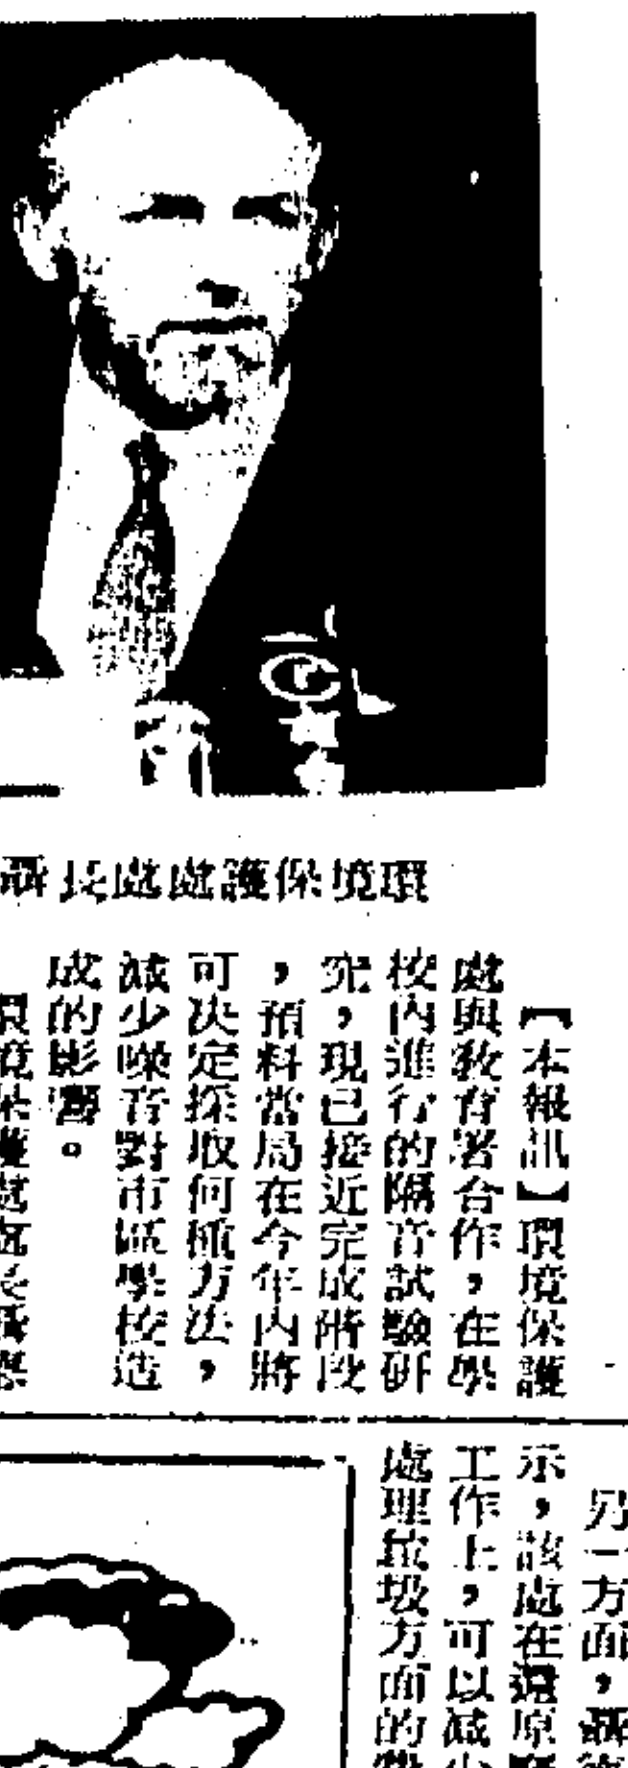 環境保護處處長聶
【本報訊】環境保護
處與教育署合作，在學
校內進行的隔音試驗研
究，現已接近完成階段
，預料當局在今年內將
可决定採取何種方法，
減少噪音對市區學校造
成的影響。
環境保護處處長聶
另一方面，聶
示，該處在還原
工作上，可以減少
處理垃圾方面的